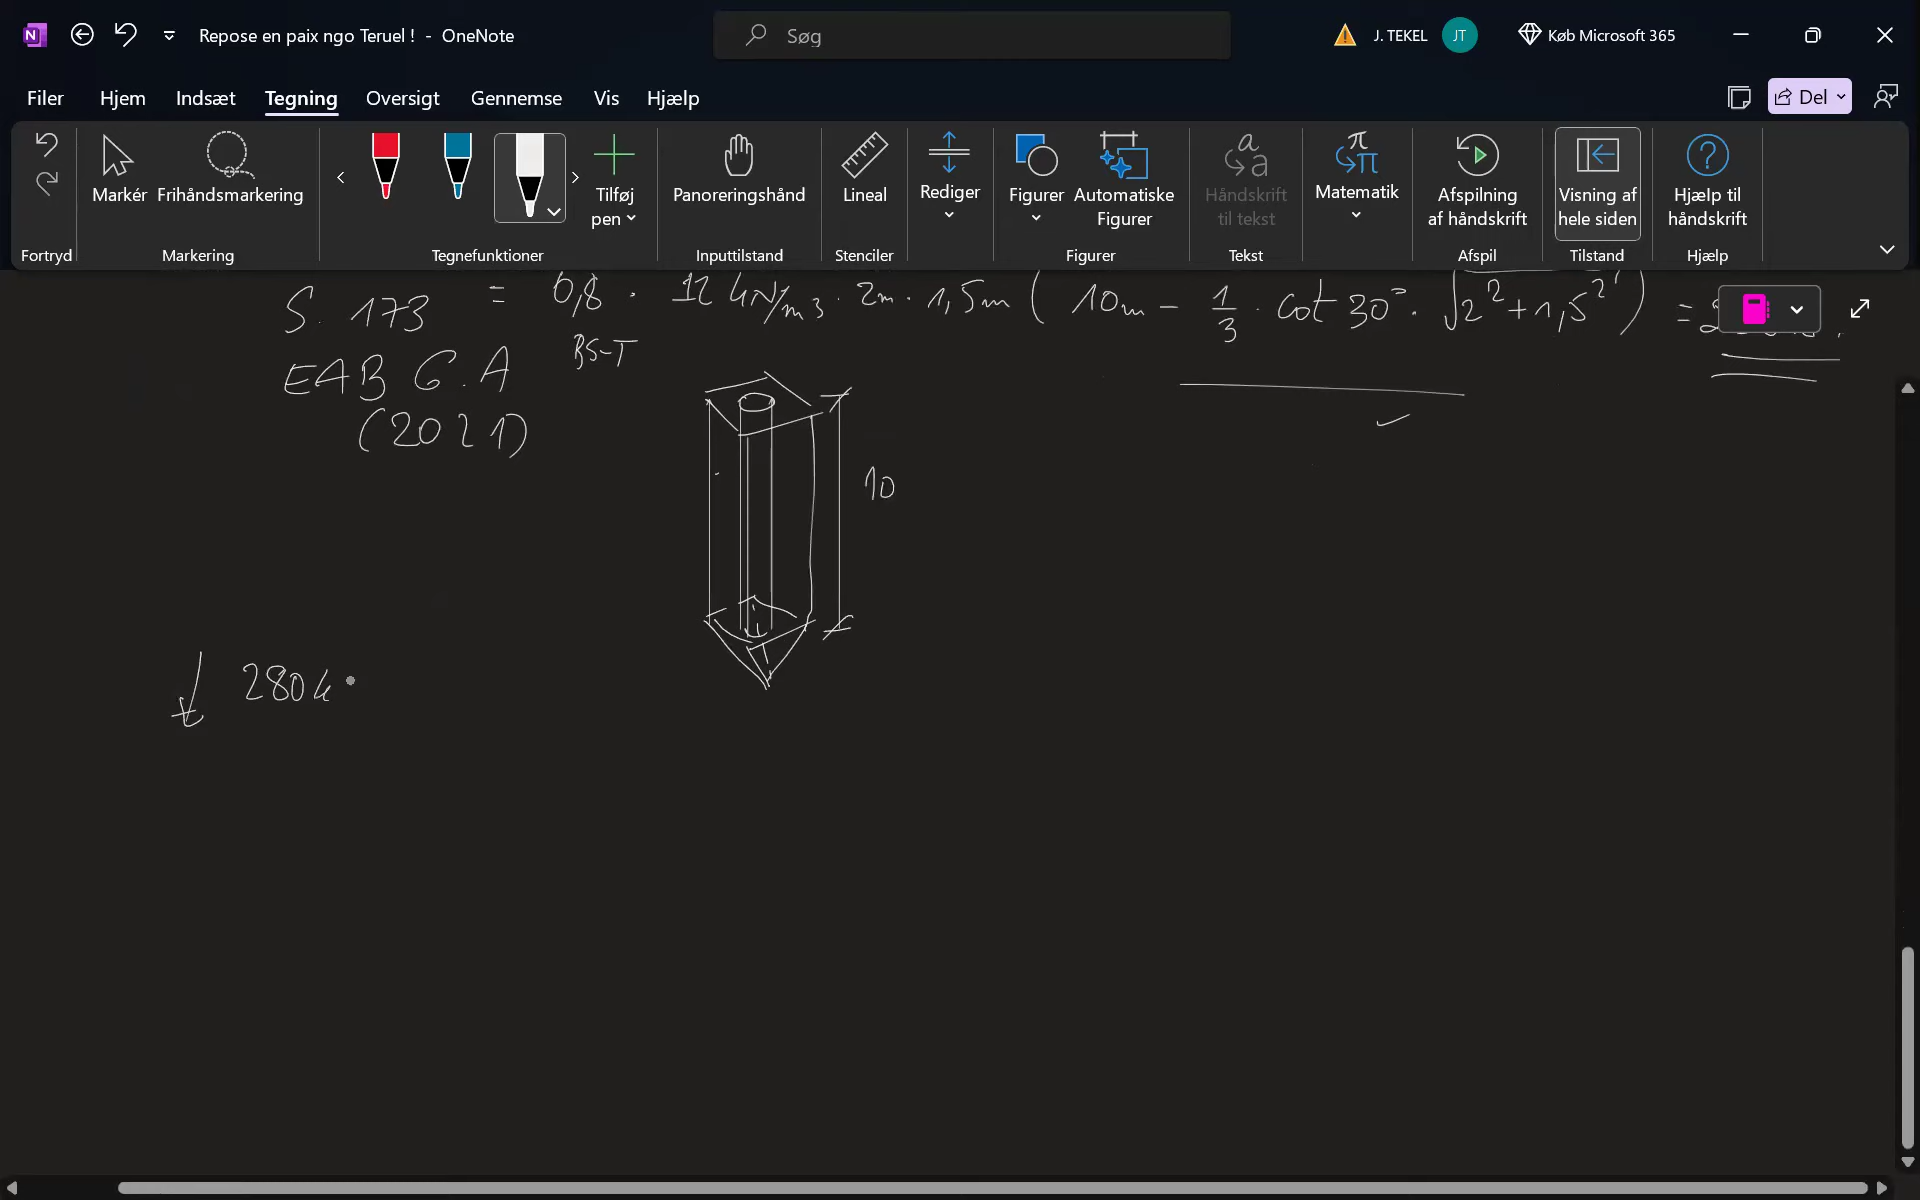 Repose en paix ngo Teruel ! - OneNote
Søg
J. TEKEL
JT
Køb Microsoft 365
Filer
Hjem
Indsæt
Tegning
Oversigt
Gennemse
Vis
Hjælp
Del
Markér
Frihåndsmarkering
Tilføj pen
Panoreringshånd
Lineal
Rediger
Figurer
Automatiske Figurer
Håndskrift til tekst
Matematik
Afspilning af håndskrift
Visning af hele siden
Hjælp til håndskrift
Fortryd
Markering
Tegnefunktioner
Inputtilstand
Stenciler
Figurer
Tekst
Afspil
Tilstand
Hjælp
S. 173 = 0,8 · 12 kN/m3 · 2m · 1,5m ( 10m - 1/3 · cot 30° · √2² + 1,5² ) =
BS-T
EAB 6.A
(2021)
10
280 k